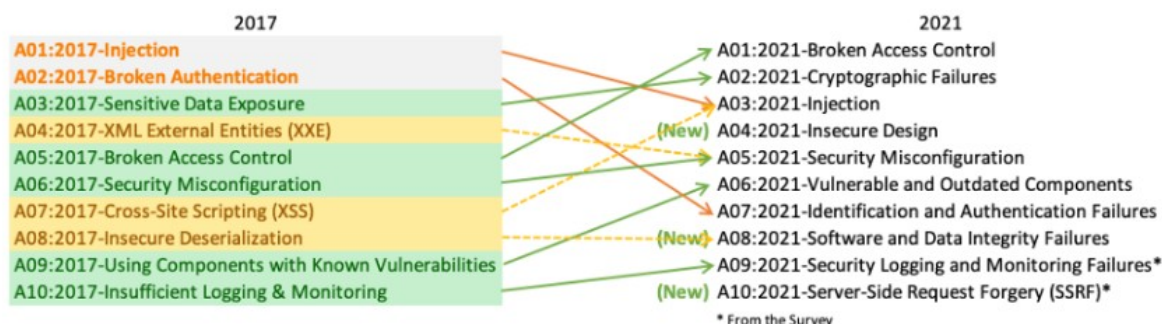 2017
A01:2017-Injection
A02:2017-Broken Authentication
A03:2017-Sensitive Data Exposure
A04:2017-XML External Entities (XXE)
A05:2017-Broken Access Control
A06:2017-Security Misconfiguration
A07:2017-Cross-Site Scripting (XSS)
A08:2017-Insecure Deserialization
A09:2017-Using Components with Known Vulnerabilities
A10:2017-Insufficient Logging & Monitoring
2021
A01:2021-Broken Access Control
A02:2021-Cryptographic Failures
A03:2021-Injection
(New) A04:2021-Insecure Design
A05:2021-Security Misconfiguration
A06:2021-Vulnerable and Outdated Components
A07:2021-Identification and Authentication Failures
(New) A08:2021-Software and Data Integrity Failures
A09:2021-Security Logging and Monitoring Failures*
(New) A10:2021-Server-Side Request Forgery (SSRF)*
* From the Survey